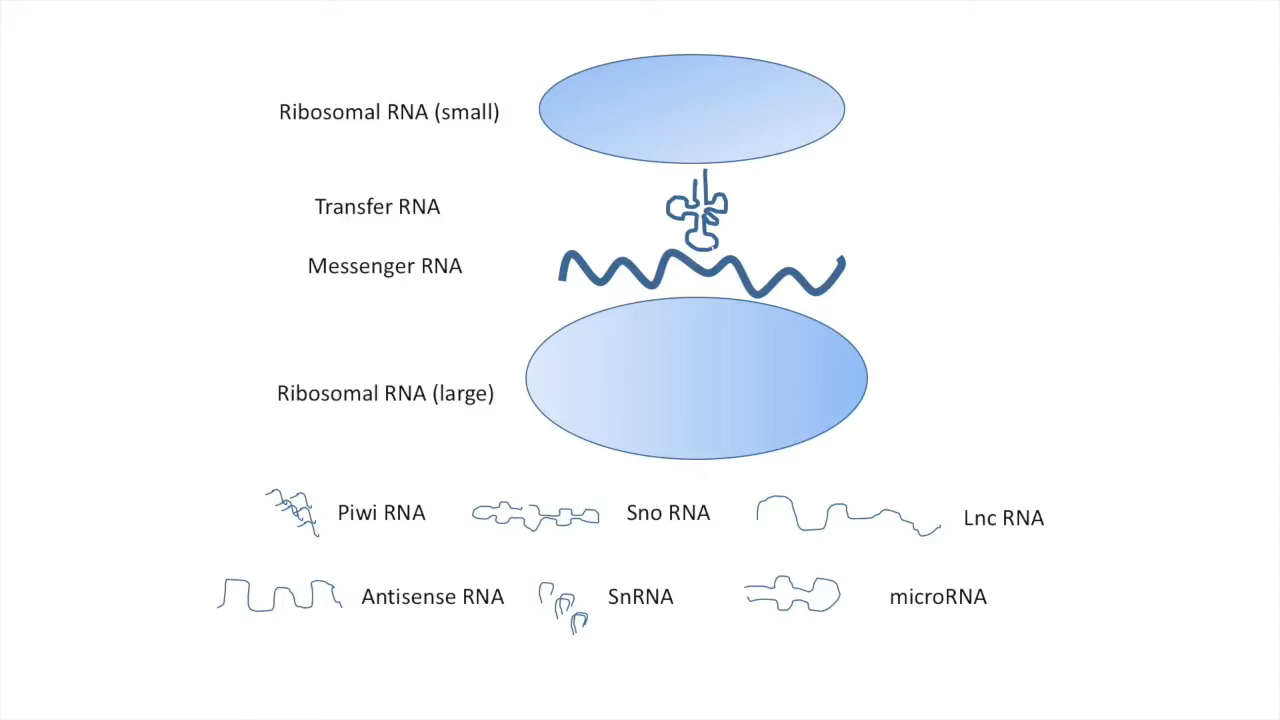 Ribosomal RNA (small)
Transfer RNA
Messenger RNA
Ribosomal RNA (large)
Piwi RNA
Sno RNA
Lnc RNA
Antisense RNA
SnRNA
microRNA